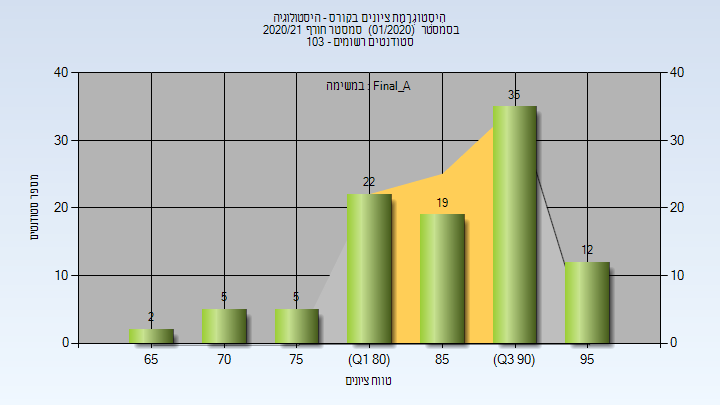 היסטוגרמת ציונים בקורס - היסטולוגיה
בסמסטר (01/2020) סמסטר חורף 2020/21
סטודנטים רשומים - 103
במשימה : Final_A
40
30
20
10
0
40
30
20
10
0
מספר סטודנטים
2
5
5
22
19
35
12
65
70
75
(Q1 80)
85
(Q3 90)
95
טווח ציונים